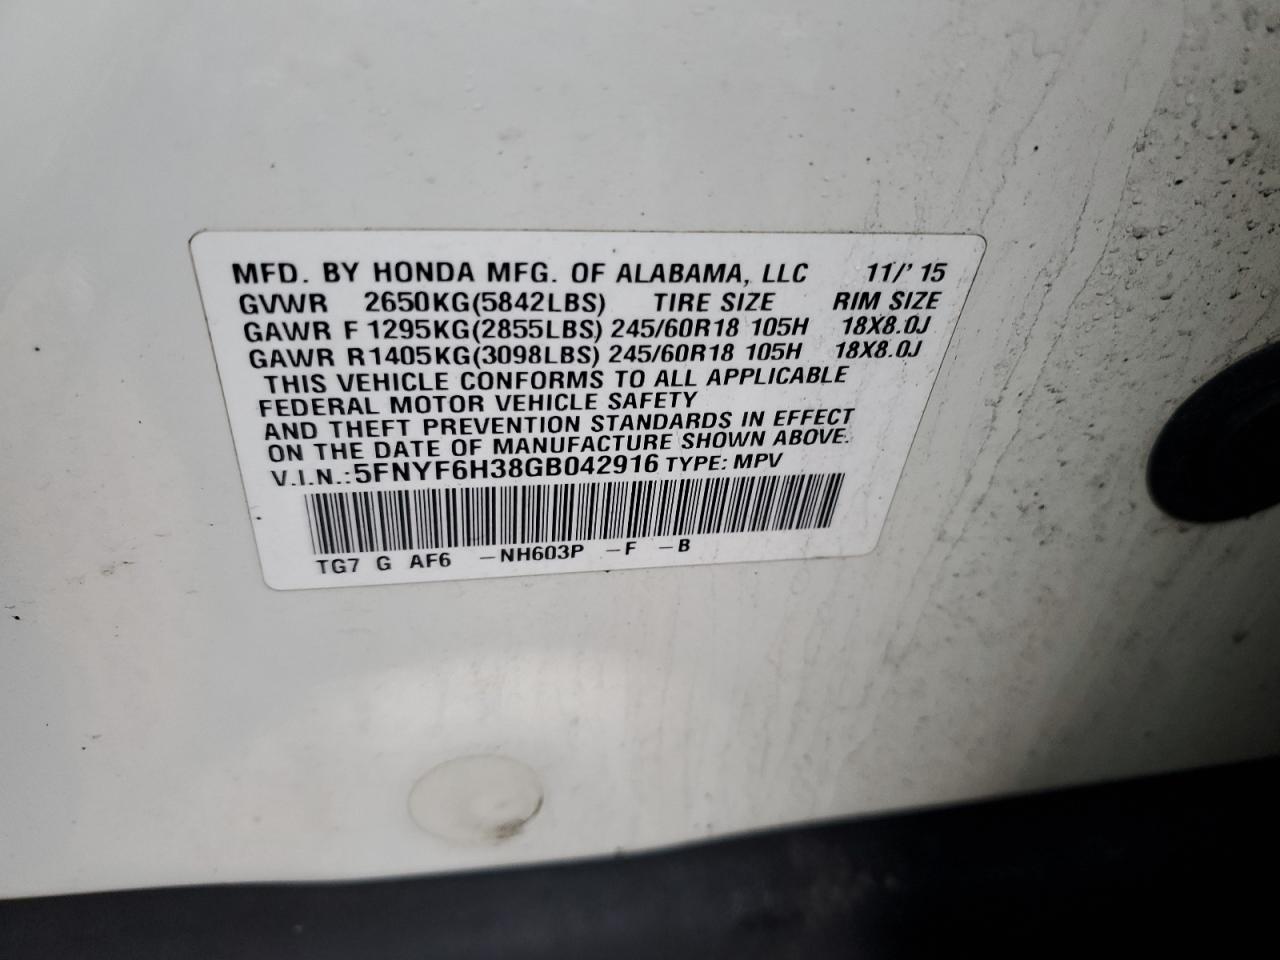 MFD. BY HONDA MFG. OF ALABAMA, LLC 11/'15
GVWR 2650KG(5842LBS) TIRE SIZE RIM SIZE
GAWR F 1295KG(2855LBS) 245/60R18 105H 18X8.0J
GAWR R 1405KG(3098LBS) 245/60R18 105H 18X8.0J
THIS VEHICLE CONFORMS TO ALL APPLICABLE
FEDERAL MOTOR VEHICLE SAFETY
AND THEFT PREVENTION STANDARDS IN EFFECT
ON THE DATE OF MANUFACTURE SHOWN ABOVE.
V.I.N.:5FNYF6H38GB042916 TYPE: MPV
TG7 G AF6 -NH603P -F -B